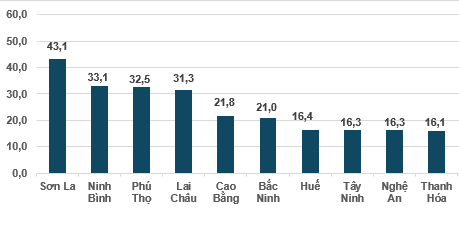 60,0
50,0
40,0
30,0
20,0
10,0
0,0
43,1
33,1
32,5
31,3
21,8
21,0
16,4
16,3
16,3
16,1
Sơn La
Ninh
Bình
Phú
Thọ
Lai
Châu
Cao
Bằng
Bắc
Ninh
Huế
Tây
Ninh
Nghệ
An
Thanh
Hóa